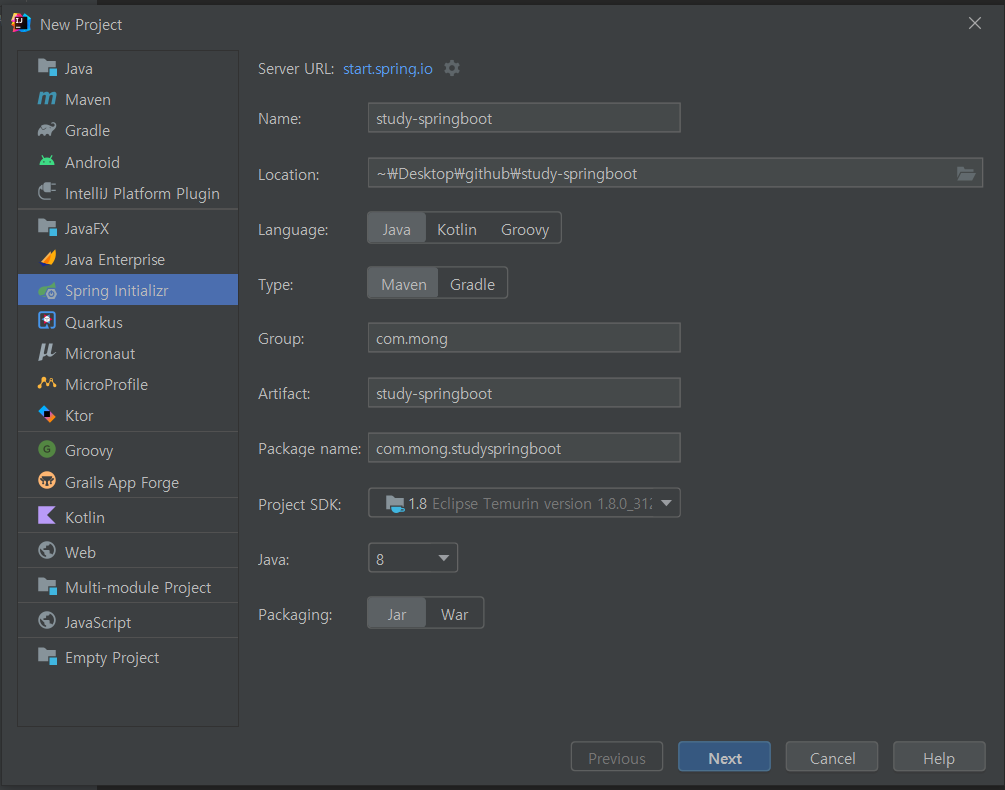 New Project
Java
Maven
Gradle
Android
IntelliJ Platform Plugin
JavaFX
Java Enterprise
Spring Initializr
Quarkus
Micronaut
MicroProfile
Ktor
Groovy
Grails App Forge
Kotlin
Web
Multi-module Project
JavaScript
Empty Project
Server URL: start.spring.io
Name: study-springboot
Location: ~₩Desktop₩github₩study-springboot
Language: Java Kotlin Groovy
Type: Maven Gradle
Group: com.mong
Artifact: study-springboot
Package name: com.mong.studyspringboot
Project SDK: 1.8 Eclipse Temurin version 1.8.0_312
Java: 8
Packaging: Jar War
Previous Next Cancel Help